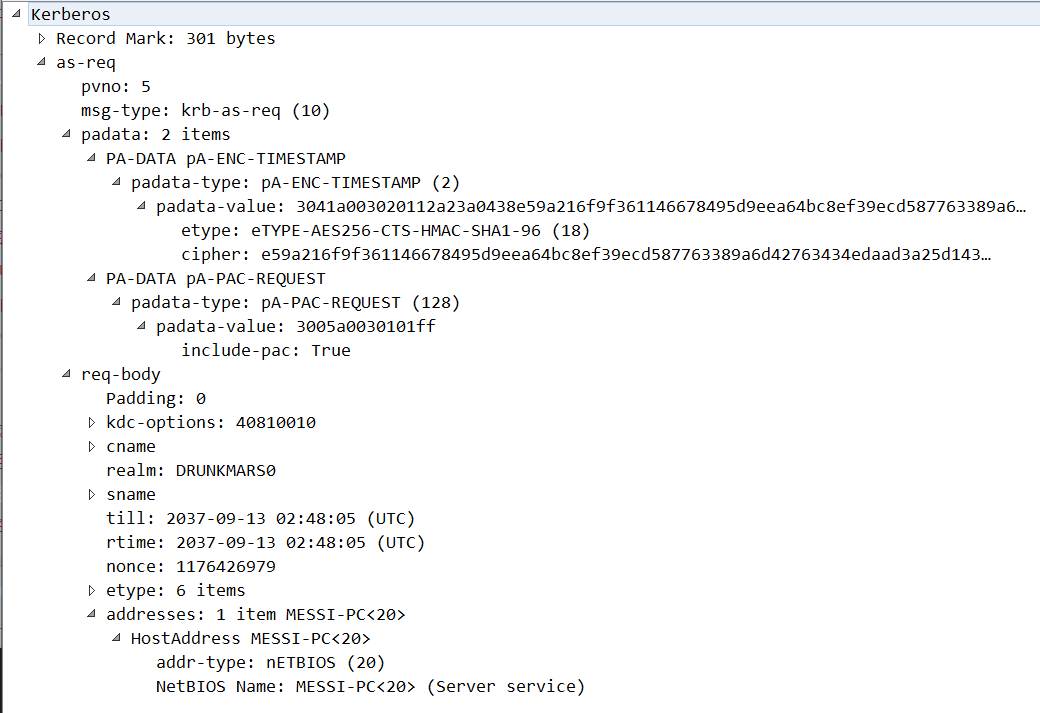 Kerberos
Record Mark: 301 bytes
as-req
pvno: 5
msg-type: krb-as-req (10)
padata: 2 items
PA-DATA pA-ENC-TIMESTAMP
padata-type: pA-ENC-TIMESTAMP (2)
padata-value: 3041a003020112a23a0438e59a216f9f361146678495d9eea64bc8ef39ecd587763389a6…
etype: eTYPE-AES256-CTS-HMAC-SHA1-96 (18)
cipher: e59a216f9f361146678495d9eea64bc8ef39ecd587763389a6d42763434edaad3a25d143…
PA-DATA pA-PAC-REQUEST
padata-type: pA-PAC-REQUEST (128)
padata-value: 3005a0030101ff
include-pac: True
req-body
Padding: 0
kdc-options: 40810010
cname
realm: DRUNKMARS0
sname
till: 2037-09-13 02:48:05 (UTC)
rtime: 2037-09-13 02:48:05 (UTC)
nonce: 1176426979
etype: 6 items
addresses: 1 item MESSI-PC<20>
HostAddress MESSI-PC<20>
addr-type: nETBIOS (20)
NetBIOS Name: MESSI-PC<20> (Server service)